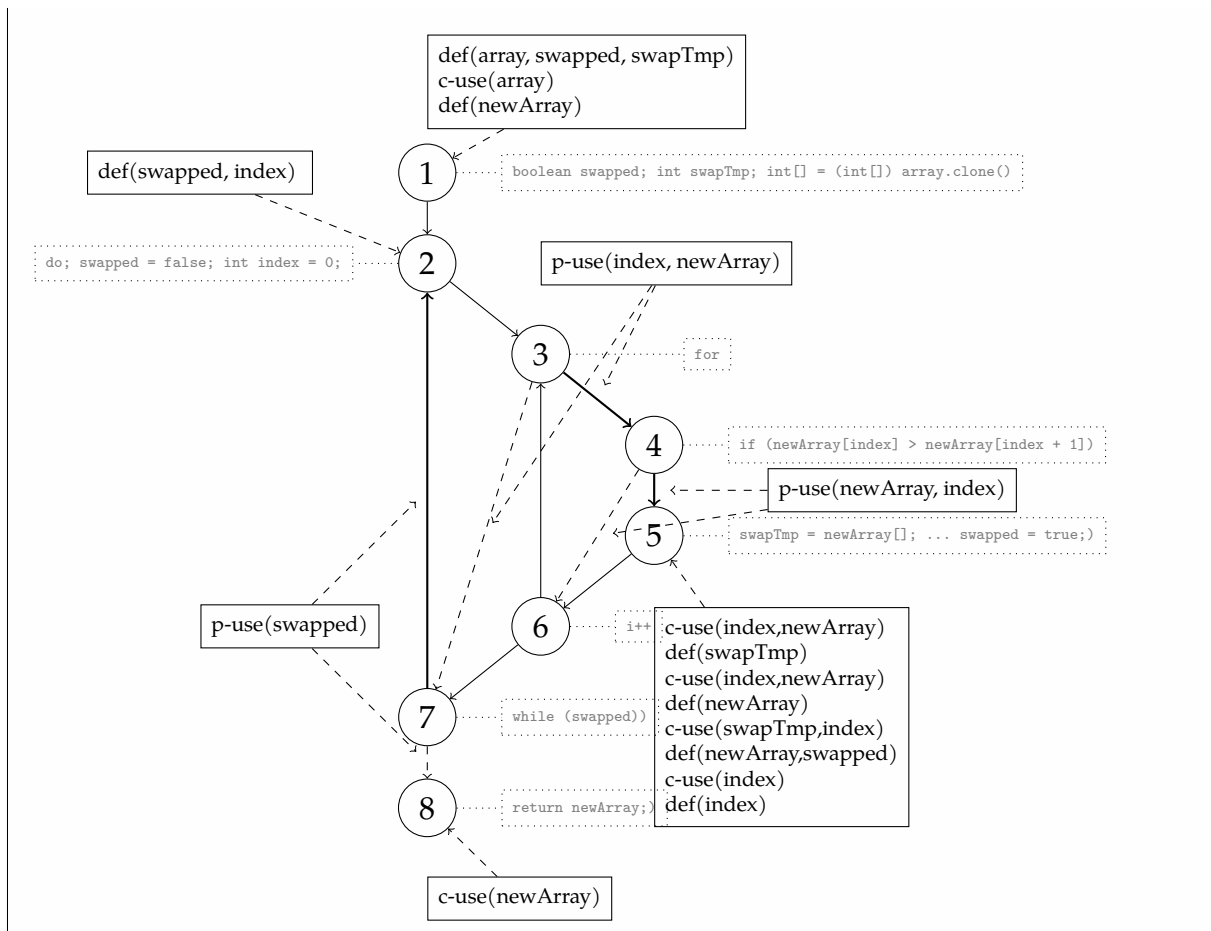 def(array, swapped, swapTmp)
c-use(array)
def(newArray)
def(swapped, index)
1
boolean swapped; int swapTmp; int[] = (int[]) array.clone()
do; swapped = false; int index = 0;
2
p-use(index, newArray)
3
for
4
if (newArray[index] > newArray[index + 1])
p-use(newArray, index)
5
swapTmp = newArray[]; ... swapped = true;)
p-use(swapped)
6
i++
c-use(index,newArray)
def(swapTmp)
c-use(index,newArray)
def(newArray)
c-use(swapTmp,index)
def(newArray,swapped)
c-use(index)
def(index)
7
while (swapped))
8
return newArray;)
c-use(newArray)